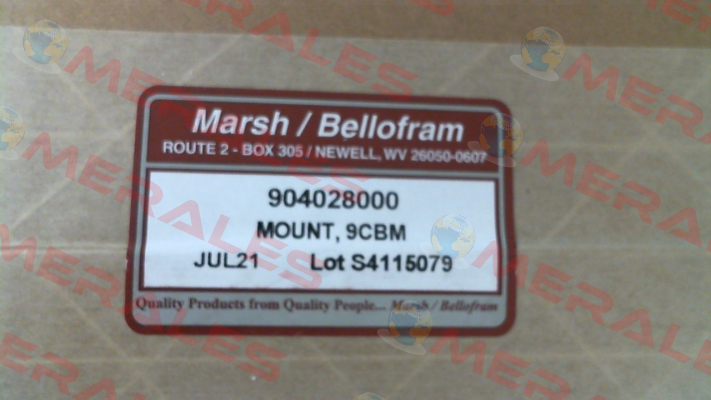 Marsh / Bellofram
ROUTE 2 - BOX 305 / NEWELL, WV 26050-0607
904028000
MOUNT, 9CBM
JUL21 Lot S4115079
Quality Products from Quality People... Marsh / Bellofram
MERALES
MERALES
MERALES
MERALES
MERALES